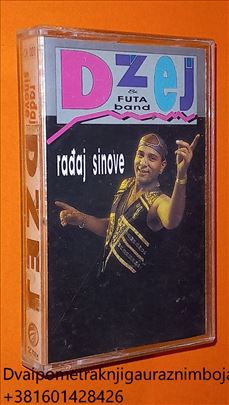 Džej
& FUTA
band
rađaj sinove
rađaj
sinove
DŽEJ
Dvaipometraknjigauraznimboja
+381601428426